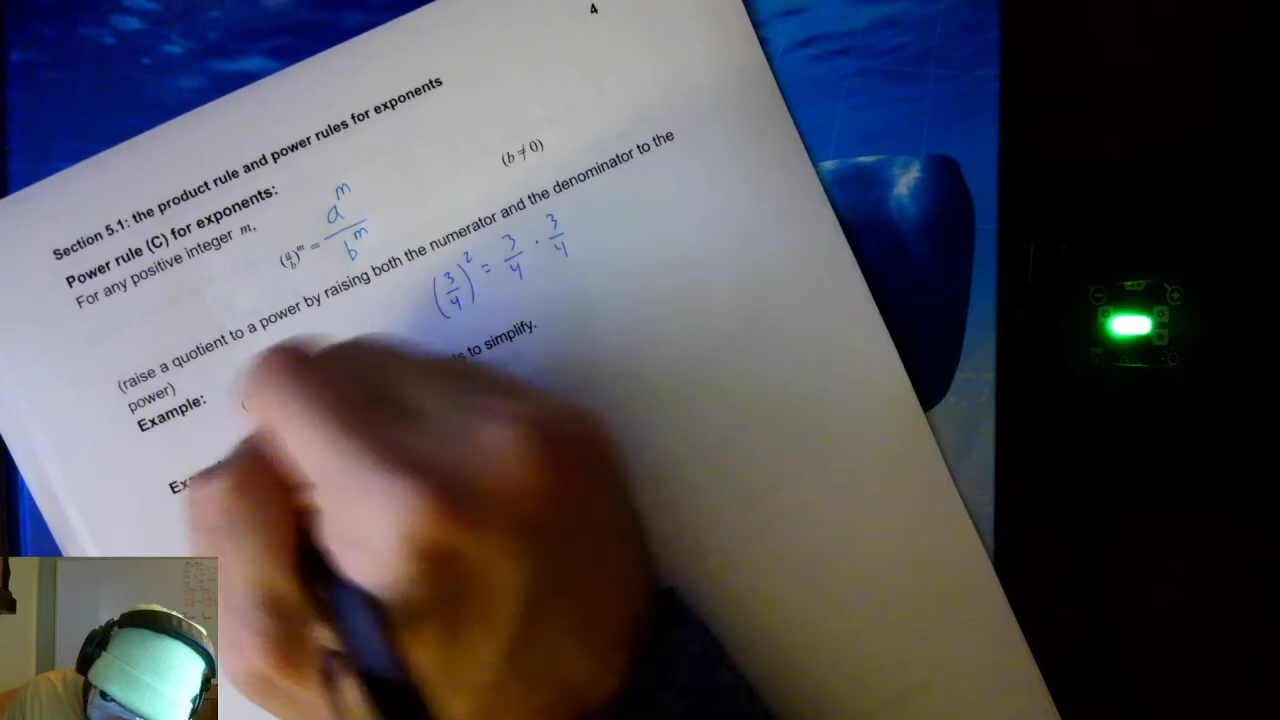 4
Section 5.1: the product rule and power rules for exponents
Power rule (C) for exponents:
For any positive integer m,
(a/b)^m = a^m / b^m (b ≠ 0)
(raise a quotient to a power by raising both the numerator and the denominator to the
power)
(3/4)^2 = 3/4 · 3/4
Example: (
to simplify.